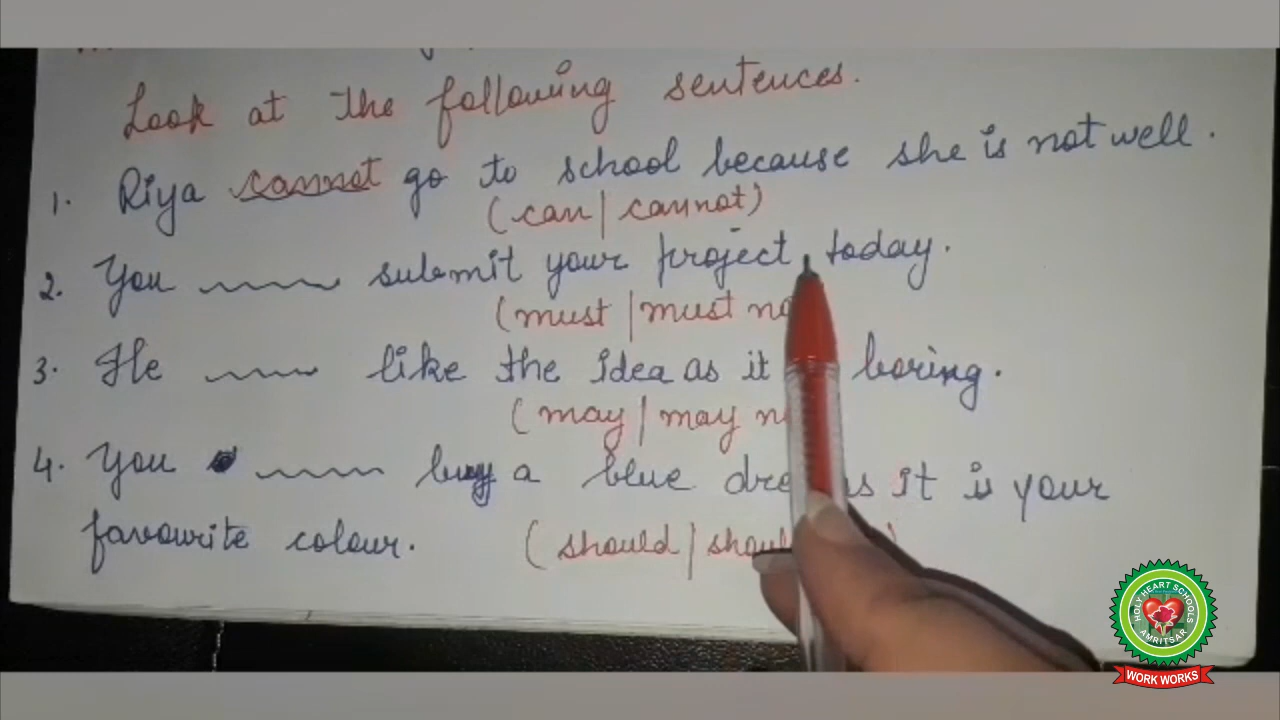 Look at the following sentences.
1. Riya cannot go to school because she is not well.
(can | cannot)
2. You submit your project today.
(must | must
3. He like the idea as it boring.
(may | may
4. You buy a blue it is your
favourite colour. (should |
HOLY HEART SCHOOLS
AMRITSAR
WORK WORKS